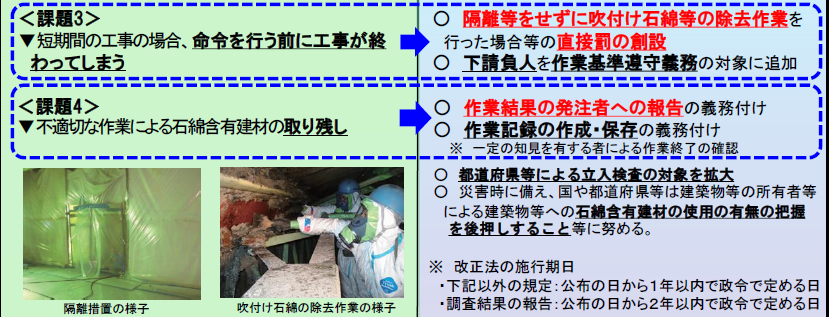 ＜課題3＞
▼ 短期間の工事の場合、命令を行う前に工事が終
わってしまう
○ 隔離等をせずに吹付け石綿等の除去作業を
行った場合等の直接罰の創設
○ 下請負人を作業基準遵守義務の対象に追加
＜課題4＞
▼ 不適切な作業による石綿含有建材の取り残し
○ 作業結果の発注者への報告の義務付け
○ 作業記録の作成・保存の義務付け
※ 一定の知見を有する者による作業終了の確認
隔離措置の様子
吹付け石綿の除去作業の様子
○ 都道府県等による立入検査の対象を拡大
○ 災害時に備え、国や都道府県等は建築物等の所有者等
による建築物等への石綿含有建材の使用の有無の把握
を後押しすること等に努める。
※ 改正法の施行期日
・下記以外の規定：公布の日から1年以内で政令で定める日
・調査結果の報告：公布の日から2年以内で政令で定める日